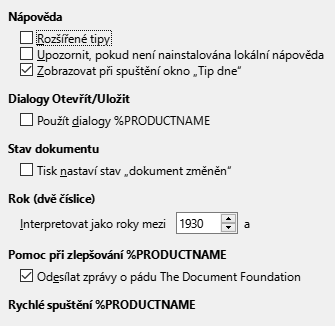 Nápověda
Rozšířené tipy
Upozornit, pokud není nainstalována lokální nápověda
Zobrazovat při spuštění okno „Tip dne“
Dialogy Otevřít/Uložit
Použít dialogy %PRODUCTNAME
Stav dokumentu
Tisk nastaví stav „dokument změněn“
Rok (dvě číslice)
Interpretovat jako roky mezi 1930 a
Pomoc při zlepšování %PRODUCTNAME
Odesílat zprávy o pádu The Document Foundation
Rychlé spuštění %PRODUCTNAME